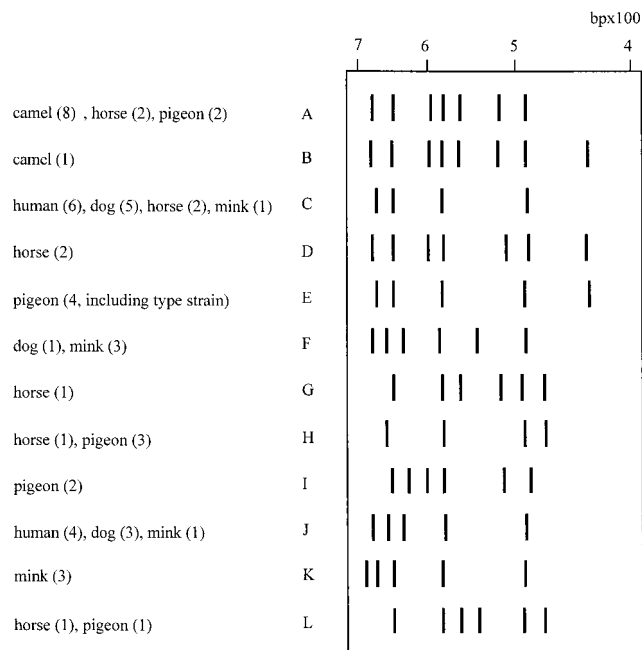 bpx100
7 6 5 4
camel (8) , horse (2), pigeon (2) A
camel (1) B
human (6), dog (5), horse (2), mink (1) C
horse (2) D
pigeon (4, including type strain) E
dog (1), mink (3) F
horse (1) G
horse (1), pigeon (3) H
pigeon (2) I
human (4), dog (3), mink (1) J
mink (3) K
horse (1), pigeon (1) L